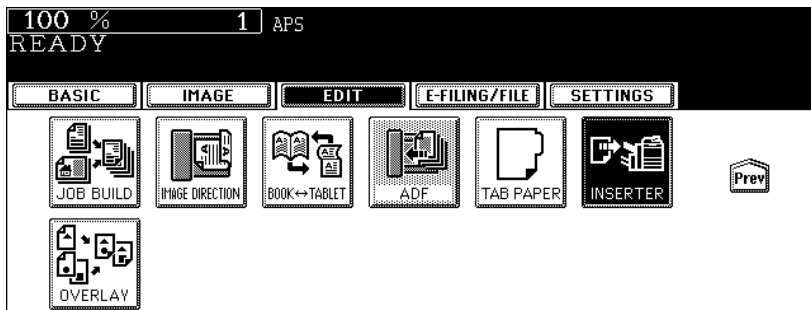 100 % 1 APS
READY
BASIC IMAGE EDIT E-FILING/FILE SETTINGS
JOB BUILD IMAGE DIRECTION BOOK↔TABLET ADF TAB PAPER INSERTER Prev
OVERLAY